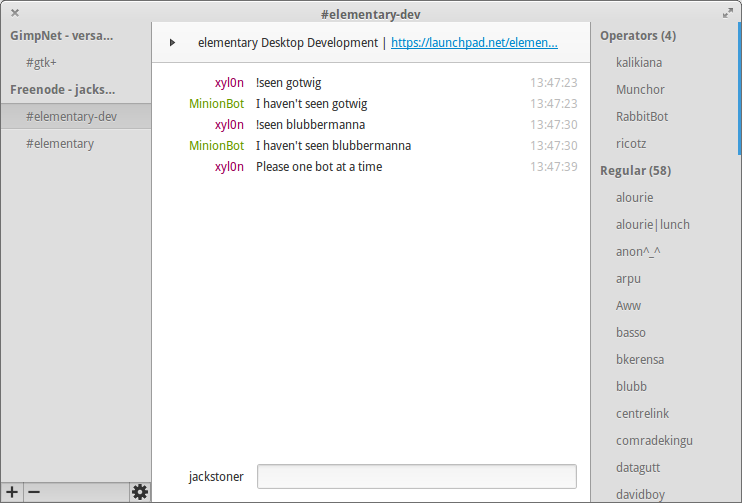 #elementary-dev
GimpNet - versa...
#gtk+
Freenode - jacks...
#elementary-dev
#elementary
elementary Desktop Development | https://launchpad.net/elemen...
xyl0n !seen gotwig 13:47:23
MinionBot I haven't seen gotwig 13:47:23
xyl0n !seen blubbermanna 13:47:30
MinionBot I haven't seen blubbermanna 13:47:30
xyl0n Please one bot at a time 13:47:39
jackstoner
Operators (4)
kalikiana
Munchor
RabbitBot
ricotz
Regular (58)
alourie
alourie|lunch
anon^_^
arpu
Aww
basso
bkerensa
blubb
centrelink
comradekingu
datagutt
davidboy